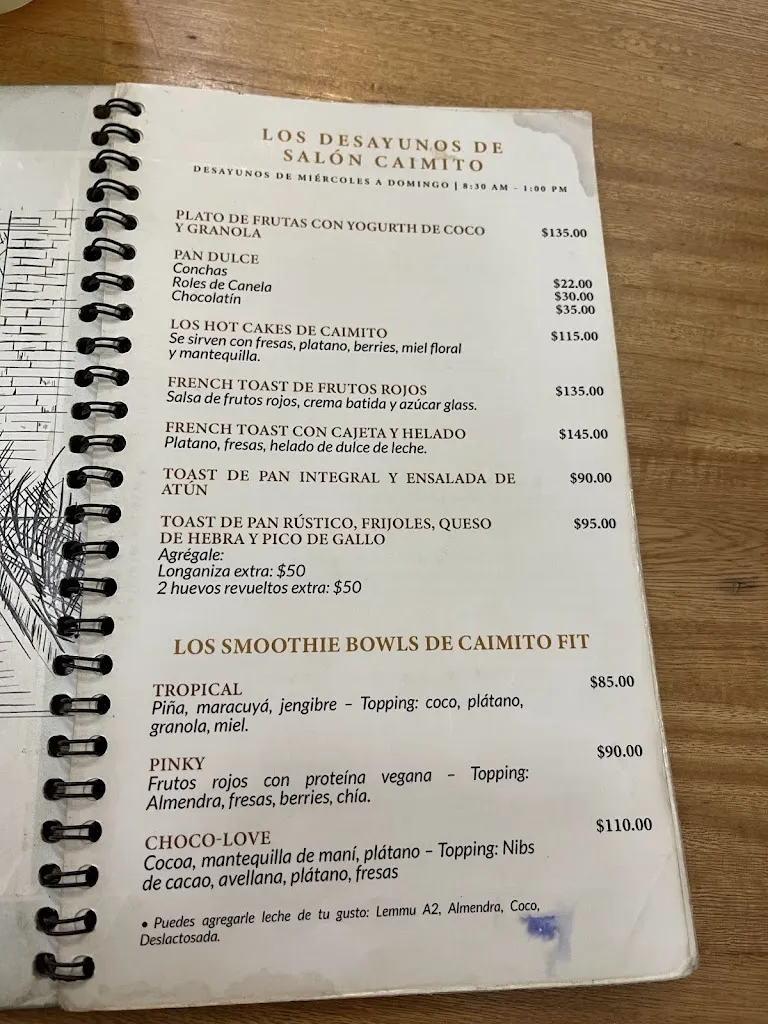 LOS DESAYUNOS DE
SALÓN CAIMITO
DESAYUNOS DE MIÉRCOLES A DOMINGO | 8:30 AM - 1:00 PM
PLATO DE FRUTAS CON YOGURTH DE COCO
Y GRANOLA $135.00
PAN DULCE
Conchas $22.00
Roles de Canela $30.00
Chocolatín $35.00
LOS HOT CAKES DE CAIMITO $115.00
Se sirven con fresas, platano, berries, miel floral
y mantequilla.
FRENCH TOAST DE FRUTOS ROJOS $135.00
Salsa de frutos rojos, crema batida y azúcar glass.
FRENCH TOAST CON CAJETA Y HELADO $145.00
Platano, fresas, helado de dulce de leche.
TOAST DE PAN INTEGRAL Y ENSALADA DE $90.00
ATÚN
TOAST DE PAN RÚSTICO, FRIJOLES, QUESO $95.00
DE HEBRA Y PICO DE GALLO
Agrégale:
Longaniza extra: $50
2 huevos revueltos extra: $50
LOS SMOOTHIE BOWLS DE CAIMITO FIT
TROPICAL $85.00
Piña, maracuyá, jengibre – Topping: coco, plátano,
granola, miel.
PINKY $90.00
Frutos rojos con proteína vegana – Topping:
Almendra, fresas, berries, chía.
CHOCO-LOVE $110.00
Cocoa, mantequilla de maní, plátano – Topping: Nibs
de cacao, avellana, plátano, fresas
• Puedes agregarle leche de tu gusto: Lemmu A2, Almendra, Coco,
Deslactosada.